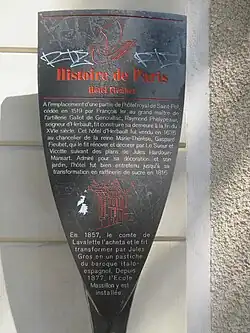 Histoire de Paris
Hôtel Fieubet
A l'emplacement d'une partie de l'hôtel royal de Saint-Pol,
cédée en 1519 par François Ier au grand maître de
l'artillerie Galiot de Genouillac, Raymond Phélypeaux,
seigneur d'Herbault, fit construire sa demeure à la fin du
XVIe siècle. Cet hôtel d'Herbault fut vendu en 1676
au chancelier de la reine Marie-Thérèse, Gaspard
Fieubet, qui le fit rénover et décorer par Le Sueur et
Vicotte suivant des plans de Jules Hardouin-
Mansart. Admiré pour sa décoration et son
jardin, l'hôtel fut bien entretenu jusqu'à sa
transformation en raffinerie de sucre en 1816.
En 1857, le comte de
Lavalette l'acheta et le fit
transformer par Jules
Gros en un pastiche
du baroque italo-
espagnol. Depuis
1877, l'Ecole
Massillon y est
installée.